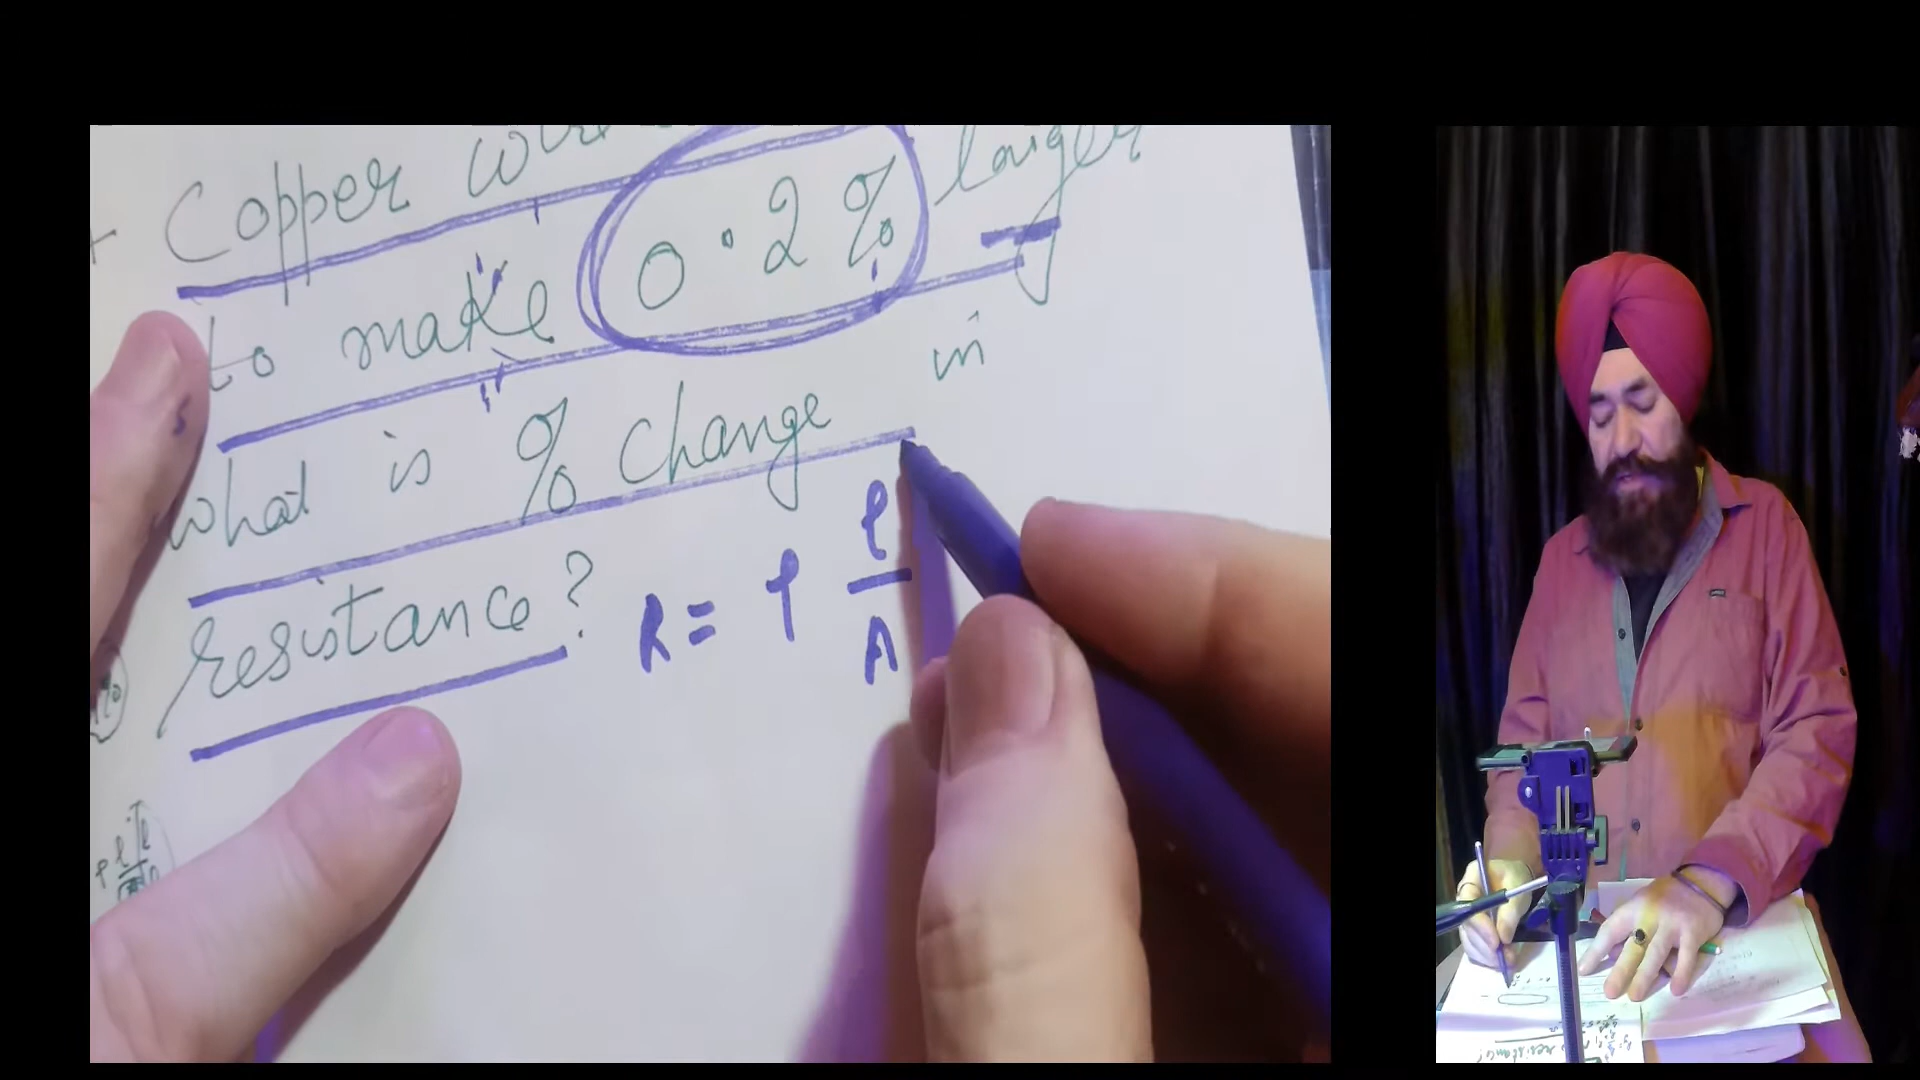 Copper
to make 0.2% larger
what is % change in
resistance?
R = ρ l
A